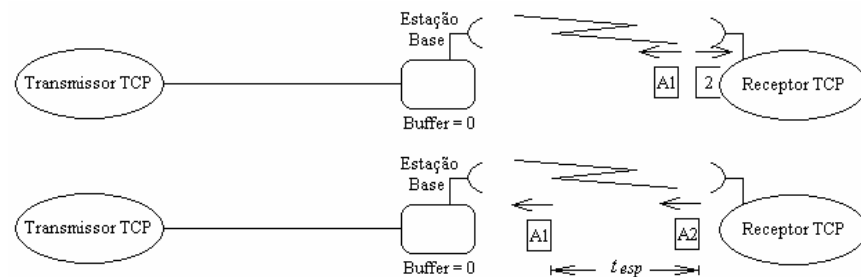 Estação
Base
Transmissor TCP
A1
2
Receptor TCP
Buffer = 0
Estação
Base
Transmissor TCP
A1
A2
Receptor TCP
Buffer = 0
t esp